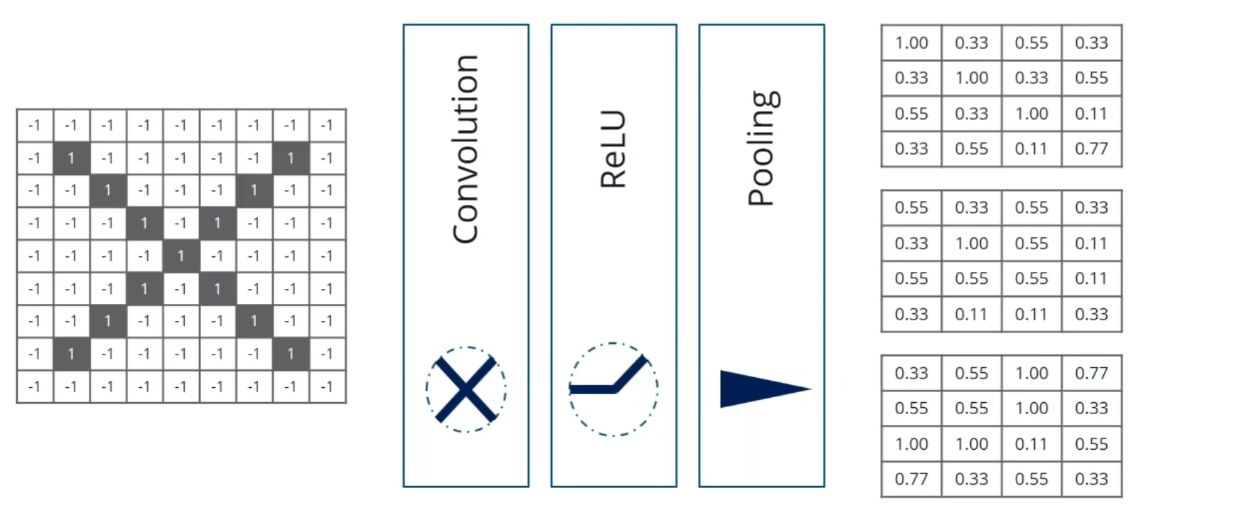 -1 -1 -1 -1 -1 -1 -1 -1 -1
-1 1 -1 -1 -1 -1 -1 1 -1
-1 -1 1 -1 -1 -1 1 -1 -1
-1 -1 -1 1 -1 1 -1 -1 -1
-1 -1 -1 -1 1 -1 -1 -1 -1
-1 -1 -1 1 -1 1 -1 -1 -1
-1 -1 1 -1 -1 -1 1 -1 -1
-1 1 -1 -1 -1 -1 -1 1 -1
-1 -1 -1 -1 -1 -1 -1 -1 -1
Convolution
ReLU
Pooling
1.00 0.33 0.55 0.33
0.33 1.00 0.33 0.55
0.55 0.33 1.00 0.11
0.33 0.55 0.11 0.77
0.55 0.33 0.55 0.33
0.33 1.00 0.55 0.11
0.55 0.55 0.55 0.11
0.33 0.11 0.11 0.33
0.33 0.55 1.00 0.77
0.55 0.55 1.00 0.33
1.00 1.00 0.11 0.55
0.77 0.33 0.55 0.33